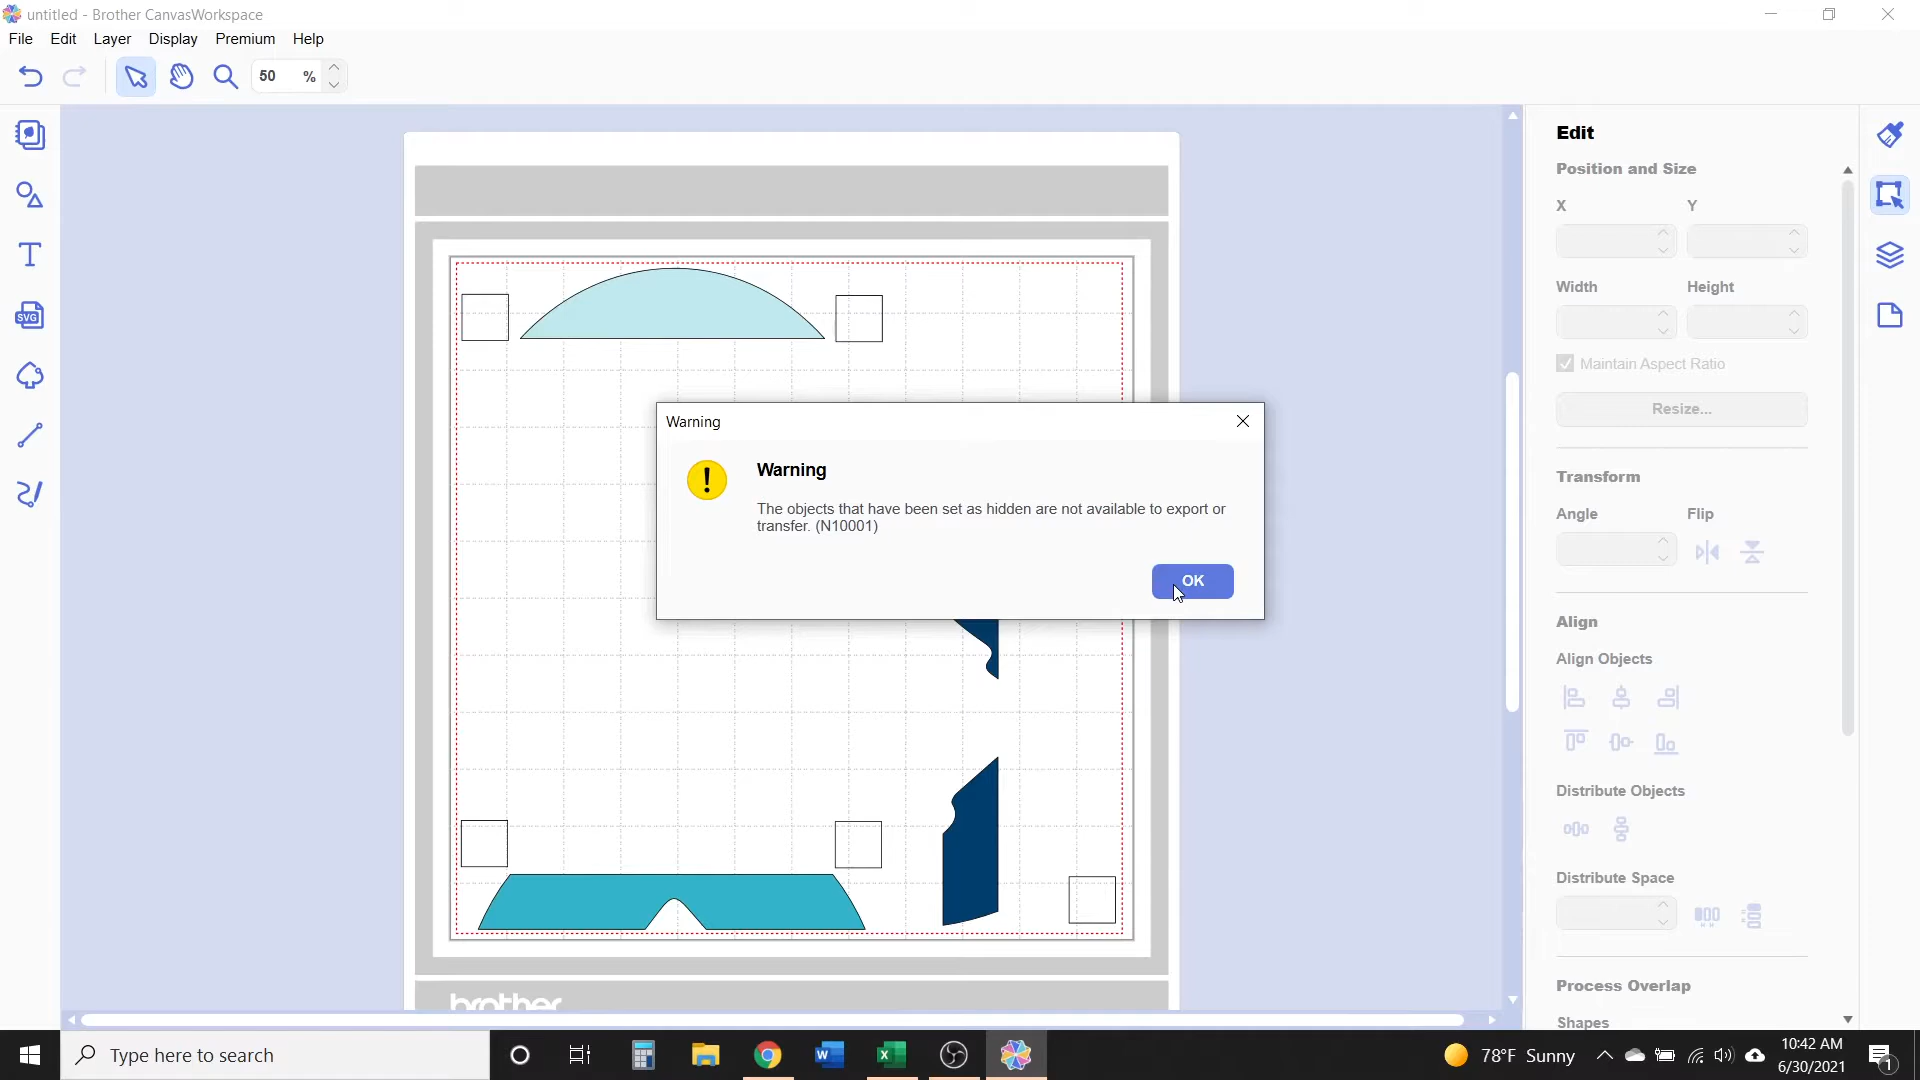 untitled - Brother CanvasWorkspace
File Edit Layer Display Premium Help
50 %
Edit
Position and Size
X Y
Width Height
Maintain Aspect Ratio
Resize...
Transform
Angle Flip
Align
Align Objects
Distribute Objects
Distribute Space
Process Overlap
Shapes
SVG
Warning
Warning
The objects that have been set as hidden are not available to export or
transfer. (N10001)
OK
brother
Type here to search
78°F Sunny
10:42 AM
6/30/2021
1